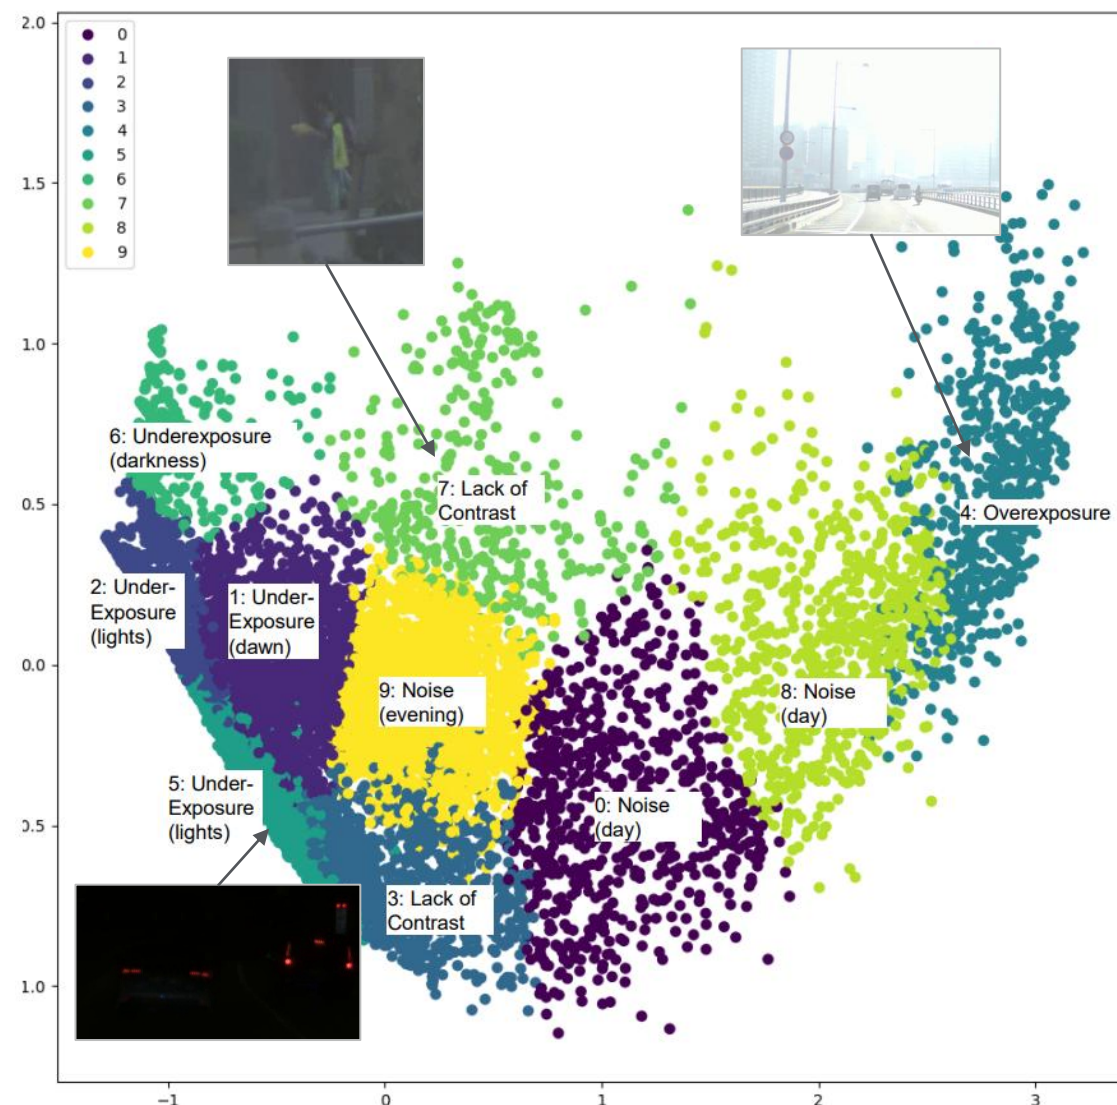 2.0
1.5
1.0
0.5
0.0
0.5
1.0
0
1
2
3
4
5
6
7
8
9
6: Underexposure
(darkness)
7: Lack of
Contrast
4: Overexposure
2: Under-
Exposure
(lights)
1: Under-
Exposure
(dawn)
9: Noise
(evening)
8: Noise
(day)
5: Under-
Exposure
(lights)
0: Noise
(day)
3: Lack of
Contrast
−1 0 1 2 3